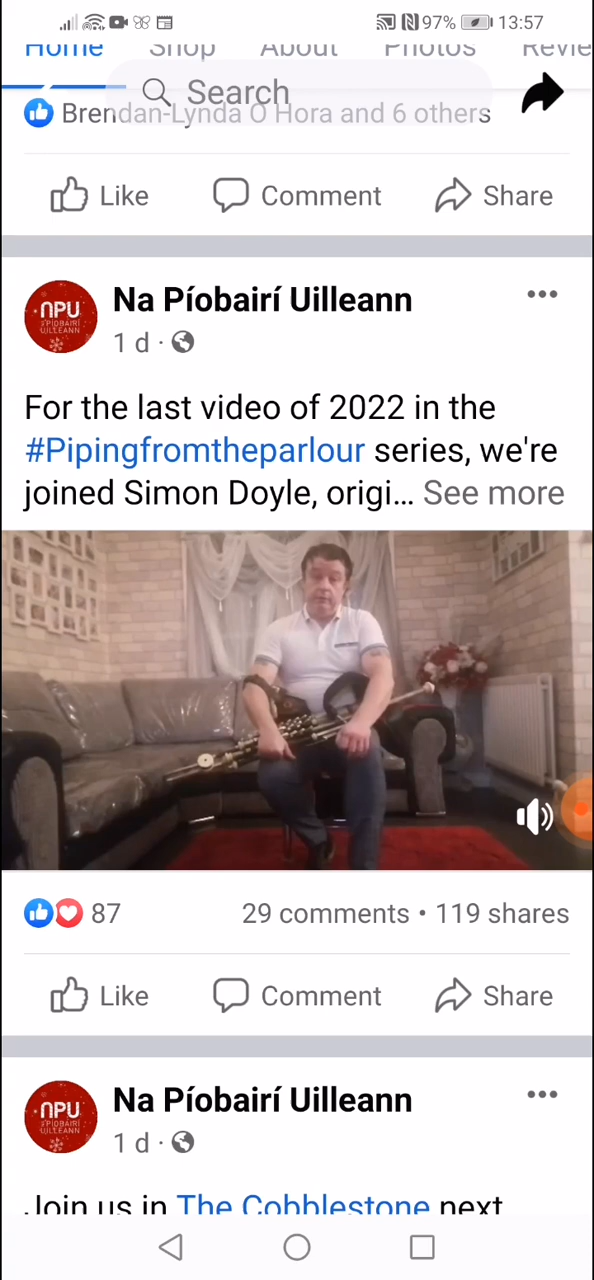 97% 13:57
Home Shop About Photos Revie
Search
Brendan-Lynda O Hora and 6 others
Like Comment Share
NPU
Na Píobairí Uilleann
1 d ·
For the last video of 2022 in the
#Pipingfromtheparlour series, we're
joined Simon Doyle, origi... See more
87 29 comments • 119 shares
Like Comment Share
NPU
Na Píobairí Uilleann
1 d ·
Join us in The Cobblestone next